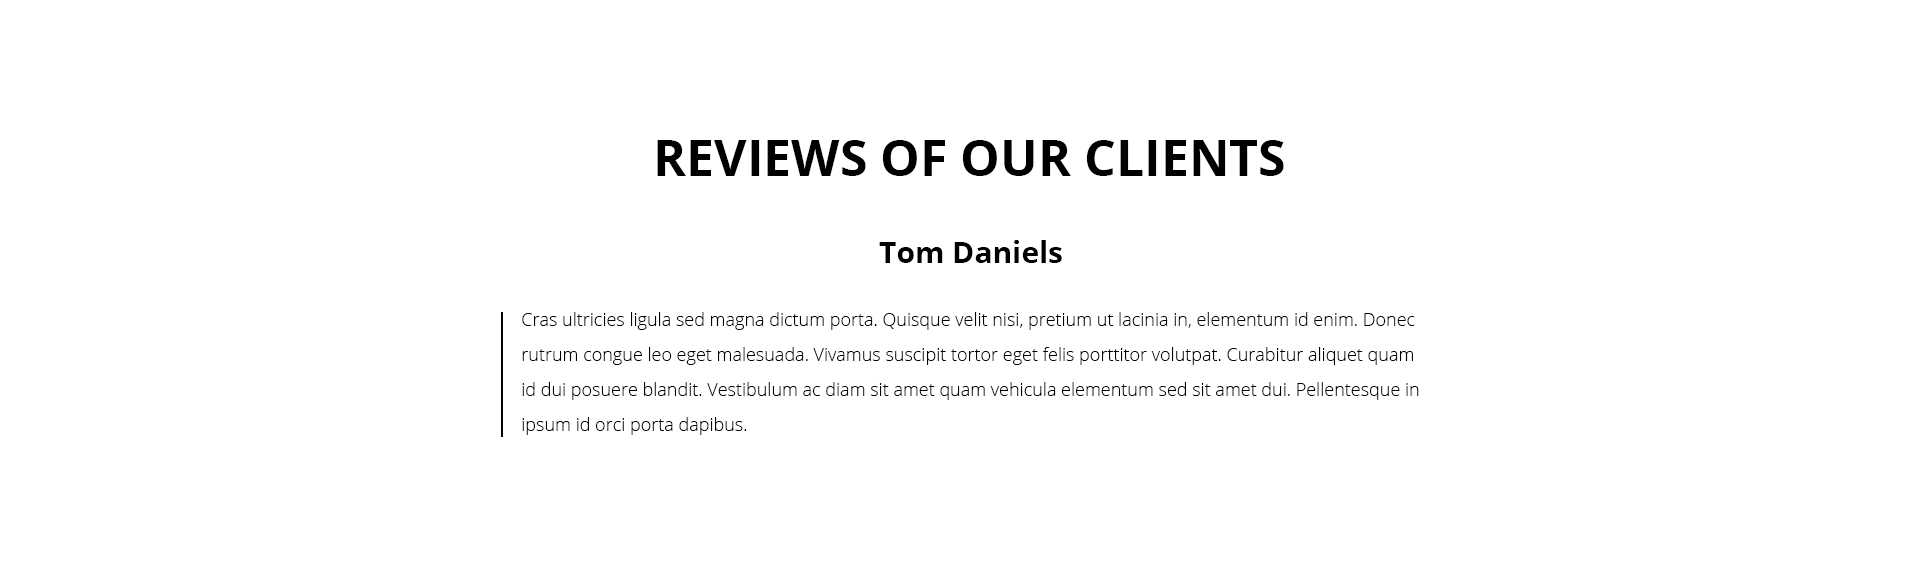 REVIEWS OF OUR CLIENTS
Tom Daniels
Cras ultricies ligula sed magna dictum porta. Quisque velit nisi, pretium ut lacinia in, elementum id enim. Donec
rutrum congue leo eget malesuada. Vivamus suscipit tortor eget felis porttitor volutpat. Curabitur aliquet quam
id dui posuere blandit. Vestibulum ac diam sit amet quam vehicula elementum sed sit amet dui. Pellentesque in
ipsum id orci porta dapibus.